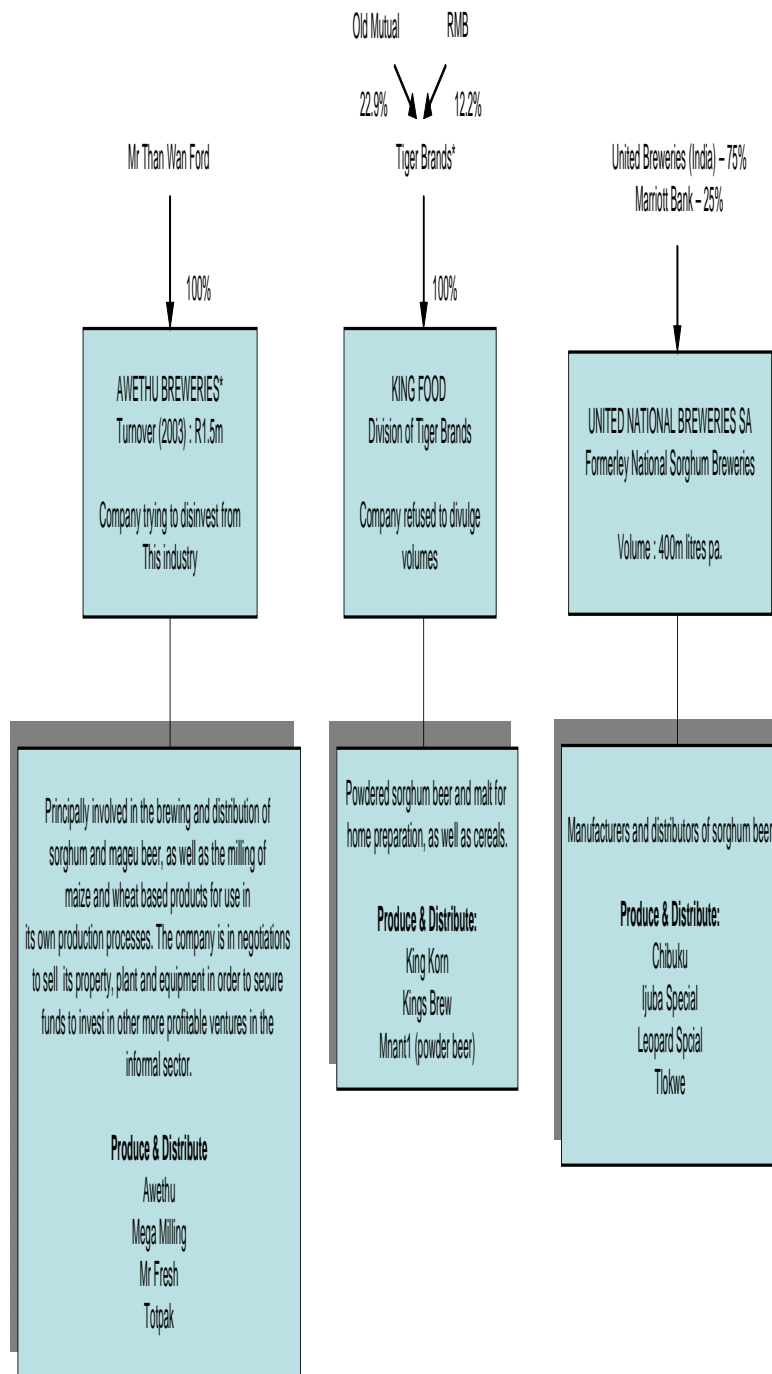 Old Mutual
RMB
22.9%
12.2%
Mr Than Wan Ford
Tiger Brands*
United Breweries (India) – 75%
Marriott Bank – 25%
100%
100%
AWETHU BREWERIES*
Turnover (2003) : R1.5m
Company trying to disinvest from
This industry
KING FOOD
Division of Tiger Brands
Company refused to divulge
volumes
UNITED NATIONAL BREWERIES SA
Formerley National Sorghum Breweries
Volume : 400m litres pa.
Principally involved in the brewing and distribution of
sorghum and mageu beer, as well as the milling of
maize and wheat based products for use in
its own production processes. The company is in negotiations
to sell its property, plant and equipment in order to secure
funds to invest in other more profitable ventures in the
informal sector.
Produce & Distribute
Awethu
Mega Milling
Mr Fresh
Totpak
Powdered sorghum beer and malt for
home preparation, as well as cereals.
Produce & Distribute:
King Korn
Kings Brew
Mnant1 (powder beer)
Manufacturers and distributors of sorghum beer
Produce & Distribute:
Chibuku
Ijuba Special
Leopard Spcial
Tlokwe